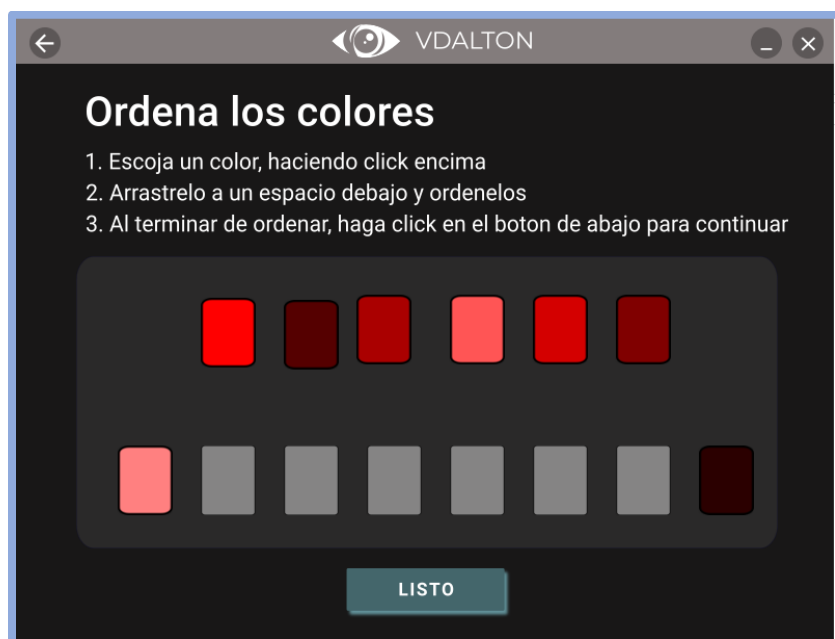 VDALTON
Ordena los colores
1. Escoja un color, haciendo click encima
2. Arrastrelo a un espacio debajo y ordenelos
3. Al terminar de ordenar, haga click en el boton de abajo para continuar
LISTO